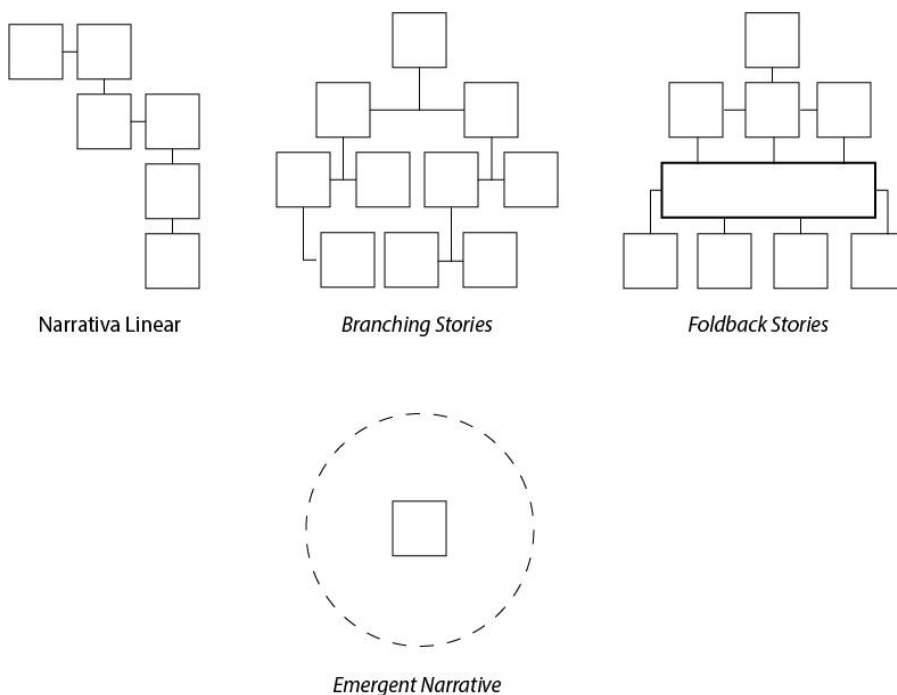 Narrativa Linear
Branching Stories
Foldback Stories
Emergent Narrative